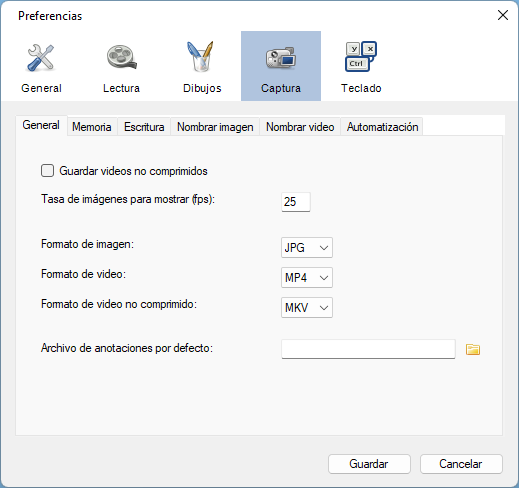 Preferencias
General
Lectura
Dibujos
Captura
y x
Ctrl
Teclado
General
Memoria
Escritura
Nombrar imagen
Nombrar video
Automatización
Guardar videos no comprimidos
Tasa de imágenes para mostrar (fps):
25
Formato de imagen:
JPG
Formato de video:
MP4
Formato de video no comprimido:
MKV
Archivo de anotaciones por defecto:
Guardar
Cancelar